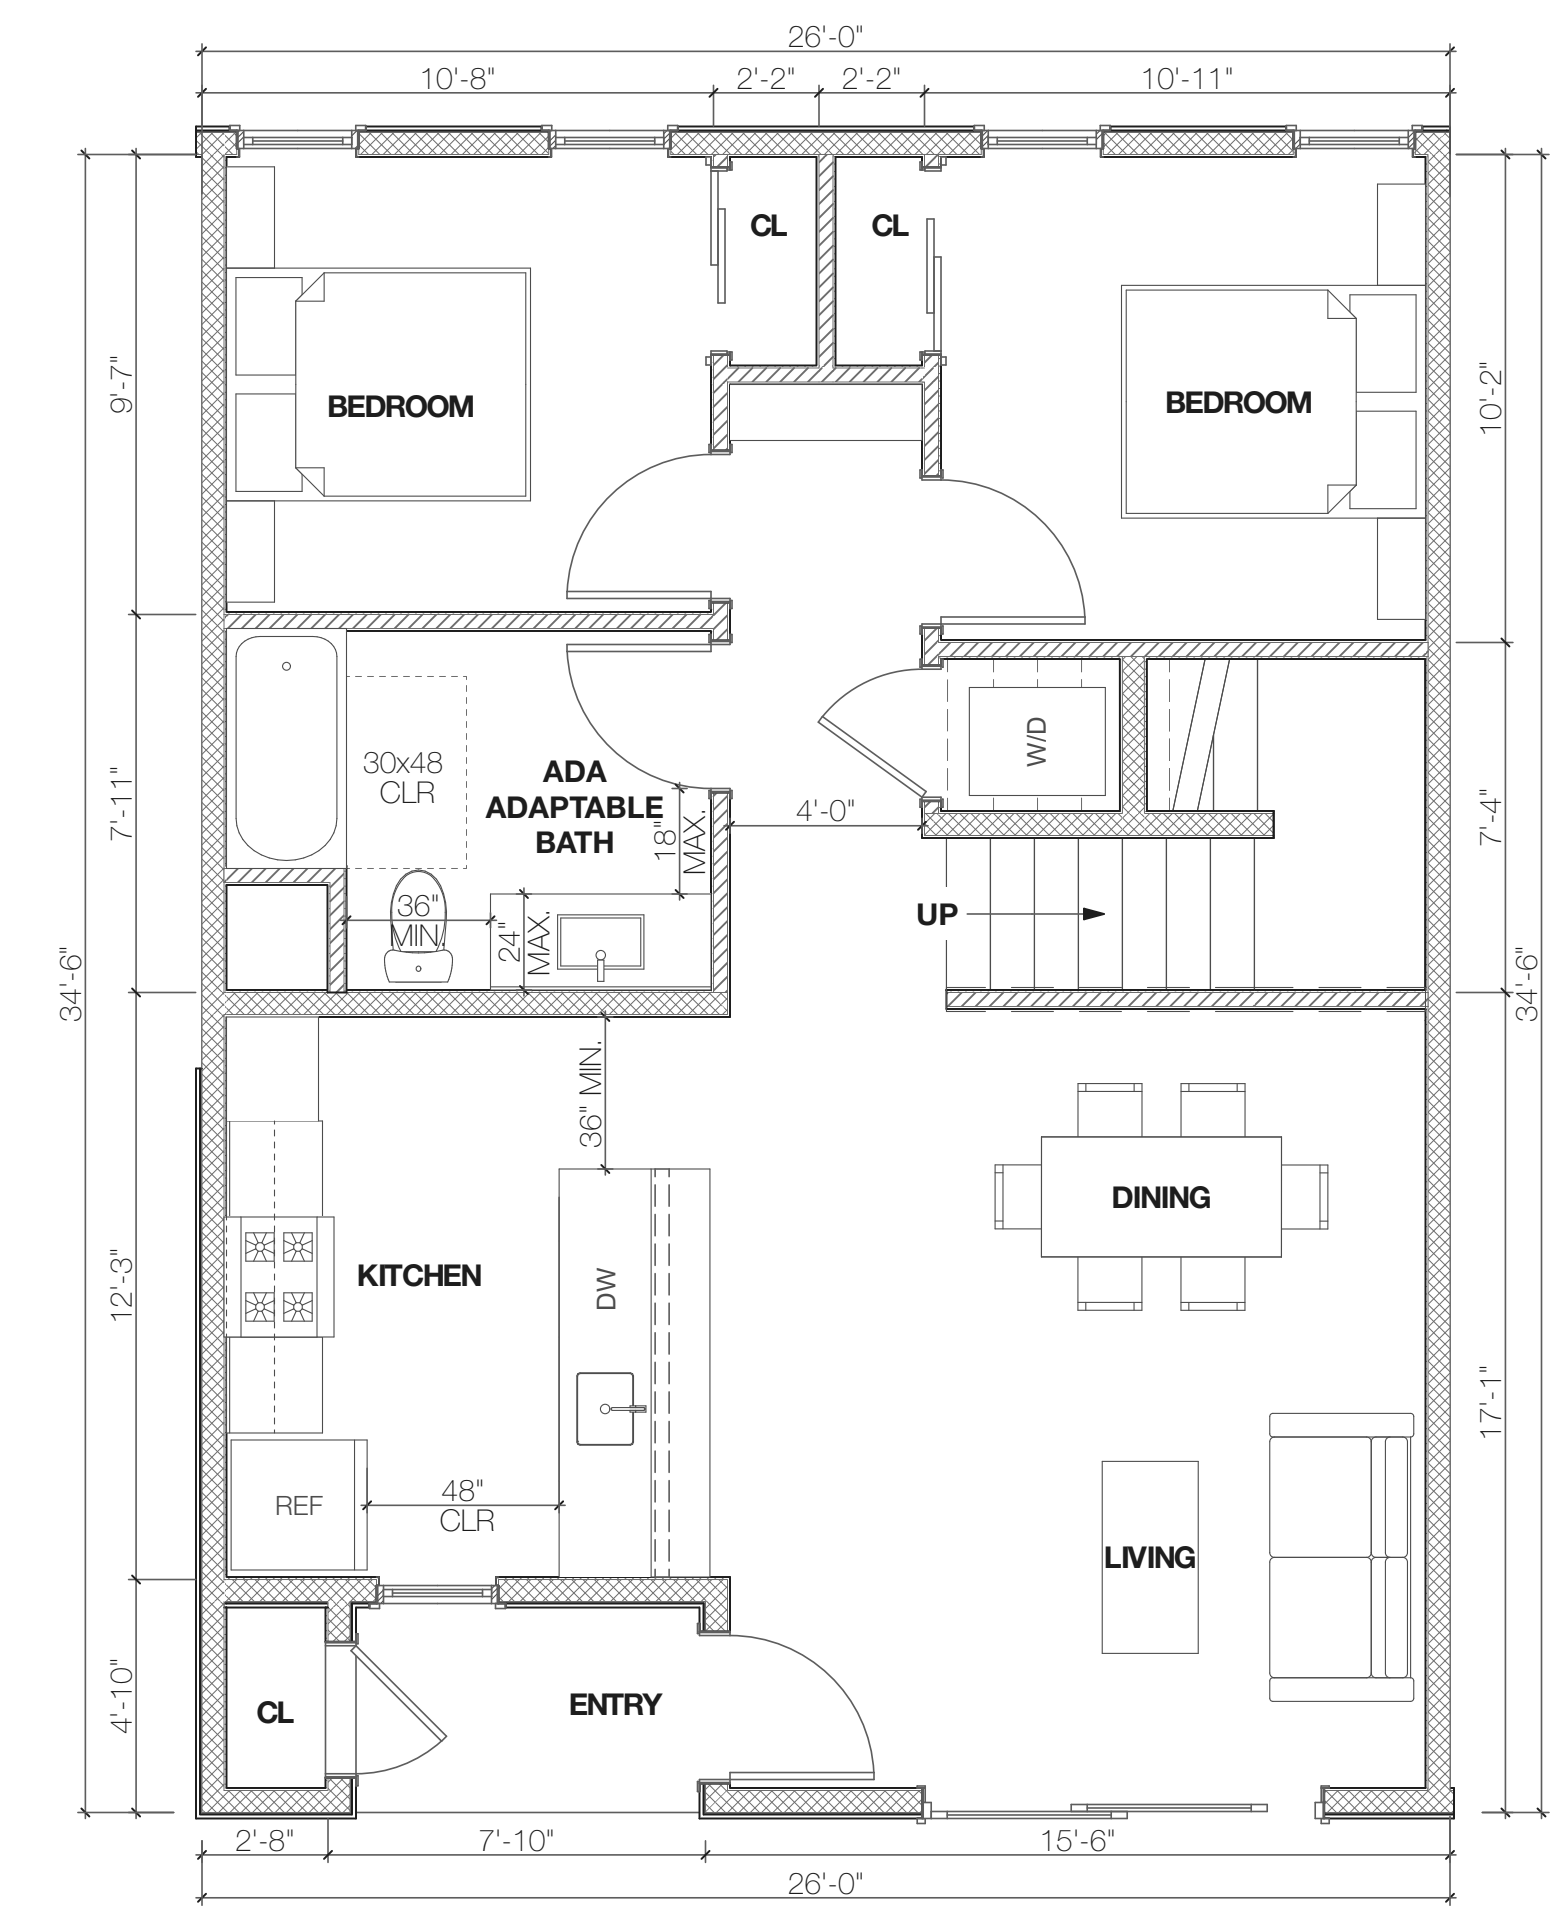 26'-0"
10'-8"
2'-2"
2'-2"
10'-11"
CL
CL
BEDROOM
BEDROOM
9'-7"
10'-2"
30x48
CLR
ADA
ADAPTABLE
BATH
18"
MAX.
4'-0"
W/D
7'-11"
7'-4"
36"
MIN.
24"
MAX.
UP
34'-6"
34'-6"
36" MIN.
DINING
KITCHEN
DW
12'-3"
17'-1"
REF
48"
CLR
LIVING
CL
ENTRY
4'-10"
2'-8"
7'-10"
15'-6"
26'-0"